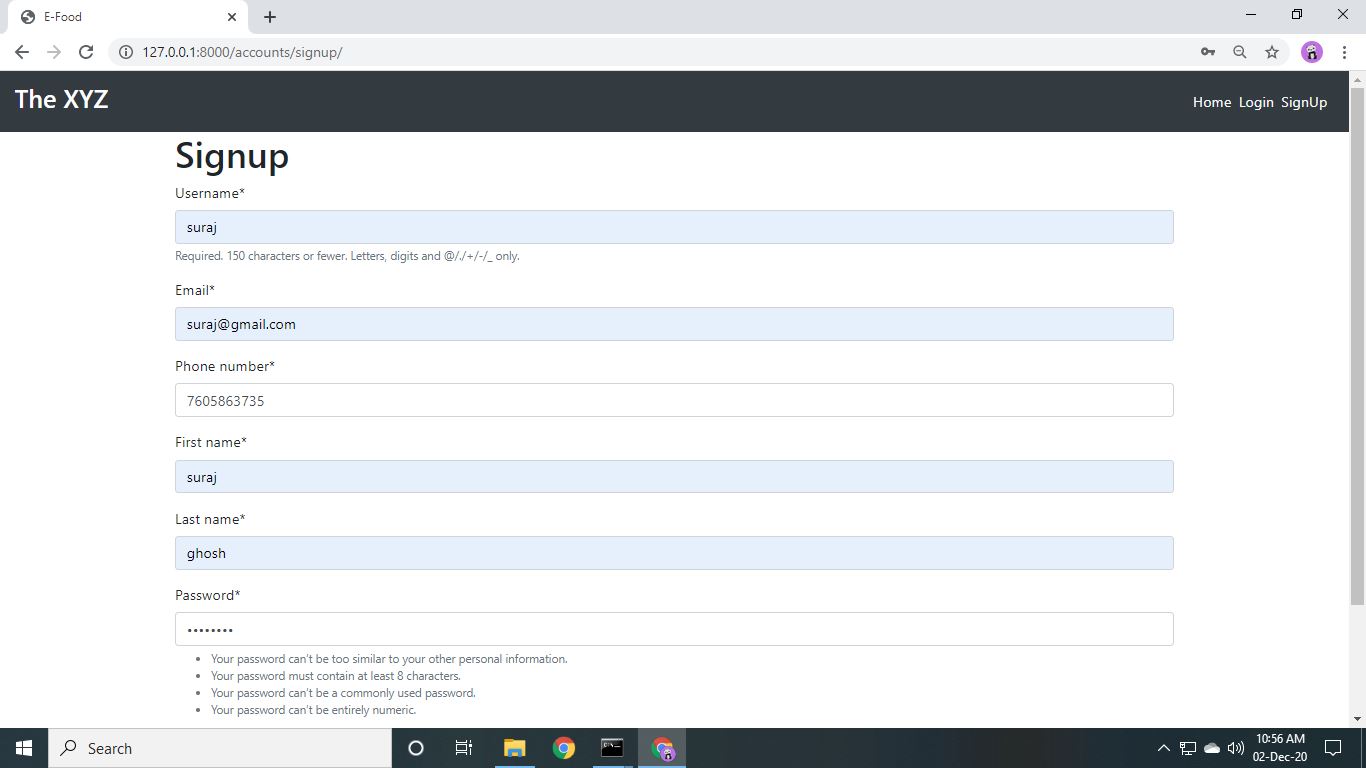 E-Food
127.0.0.1:8000/accounts/signup/
The XYZ
Home Login SignUp
Signup
Username*
suraj
Required. 150 characters or fewer. Letters, digits and @/./+/-/_ only.
Email*
suraj@gmail.com
Phone number*
7605863735
First name*
suraj
Last name*
ghosh
Password*
••••••••
• Your password can't be too similar to your other personal information.
• Your password must contain at least 8 characters.
• Your password can't be a commonly used password.
• Your password can't be entirely numeric.
Search
10:56 AM
02-Dec-20